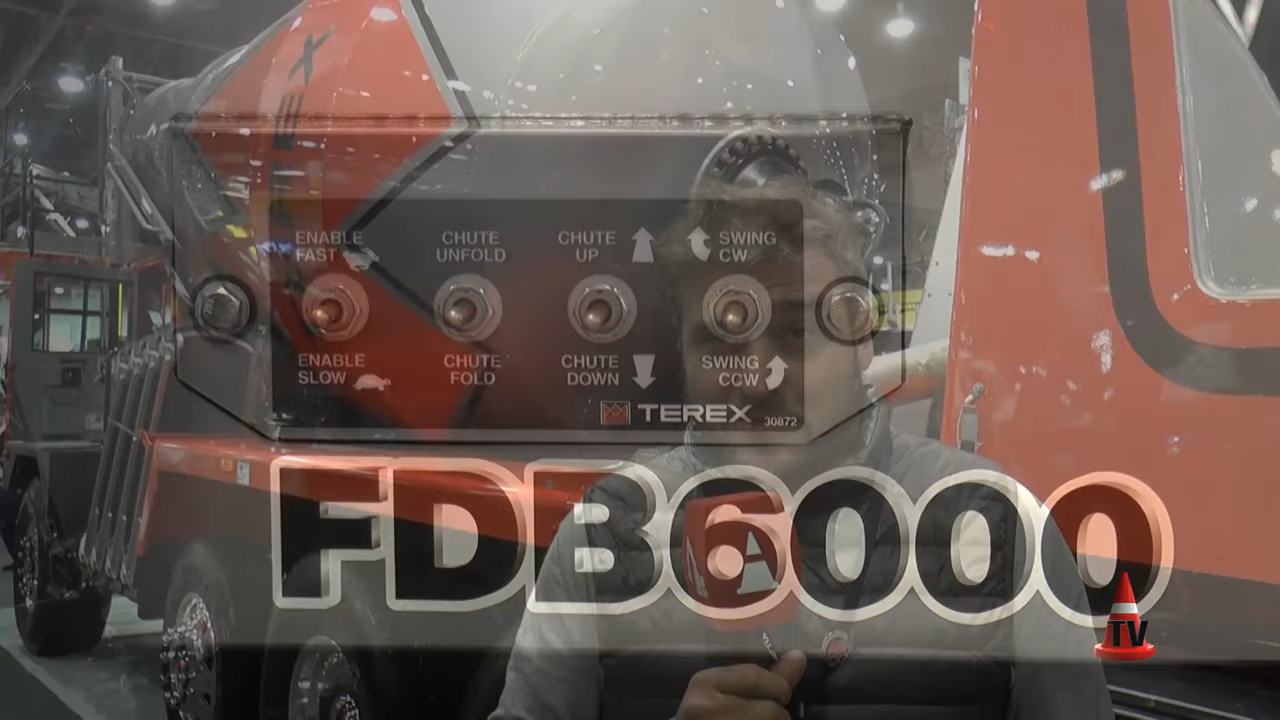 TEREX
ENABLE
FAST
CHUTE
UNFOLD
CHUTE
UP
SWING
CW
ENABLE
SLOW
CHUTE
FOLD
CHUTE
DOWN
SWING
CCW
TEREX
30872
FDB6000
TV